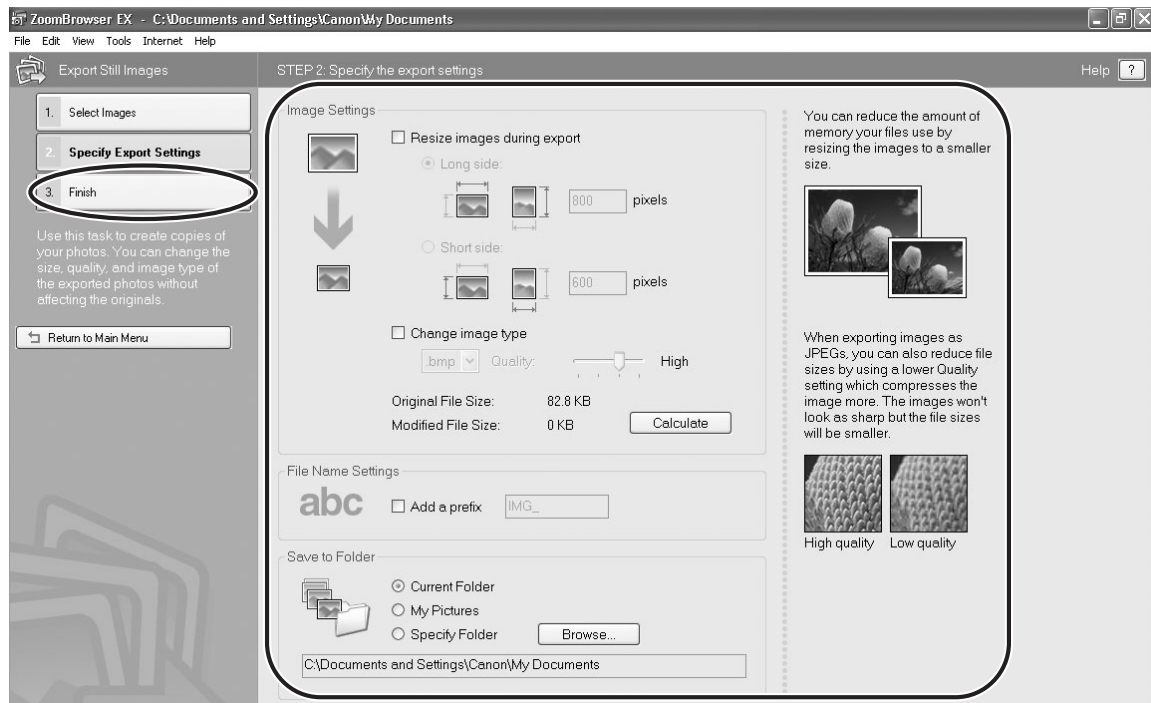 ZoomBrowser EX - C:\Documents and Settings\Canon\My Documents
File Edit View Tools Internet Help
Export Still Images
STEP 2: Specify the export settings
Help ?
1. Select Images
2. Specify Export Settings
3. Finish
Use this task to create copies of
your photos. You can change the
size, quality, and image type of
the exported photos without
affecting the originals.
Return to Main Menu
Image Settings
Resize images during export
Long side:
800 pixels
Short side:
600 pixels
Change image type
.bmp Quality: High
Original File Size: 82.8 KB
Modified File Size: 0 KB Calculate
File Name Settings
abc Add a prefix IMG_
Save to Folder
Current Folder
My Pictures
Specify Folder Browse...
C:\Documents and Settings\Canon\My Documents
You can reduce the amount of
memory your files use by
resizing the images to a smaller
size.
When exporting images as
JPEGs, you can also reduce file
sizes by using a lower Quality
setting which compresses the
image more. The images won't
look as sharp but the file sizes
will be smaller.
High quality Low quality